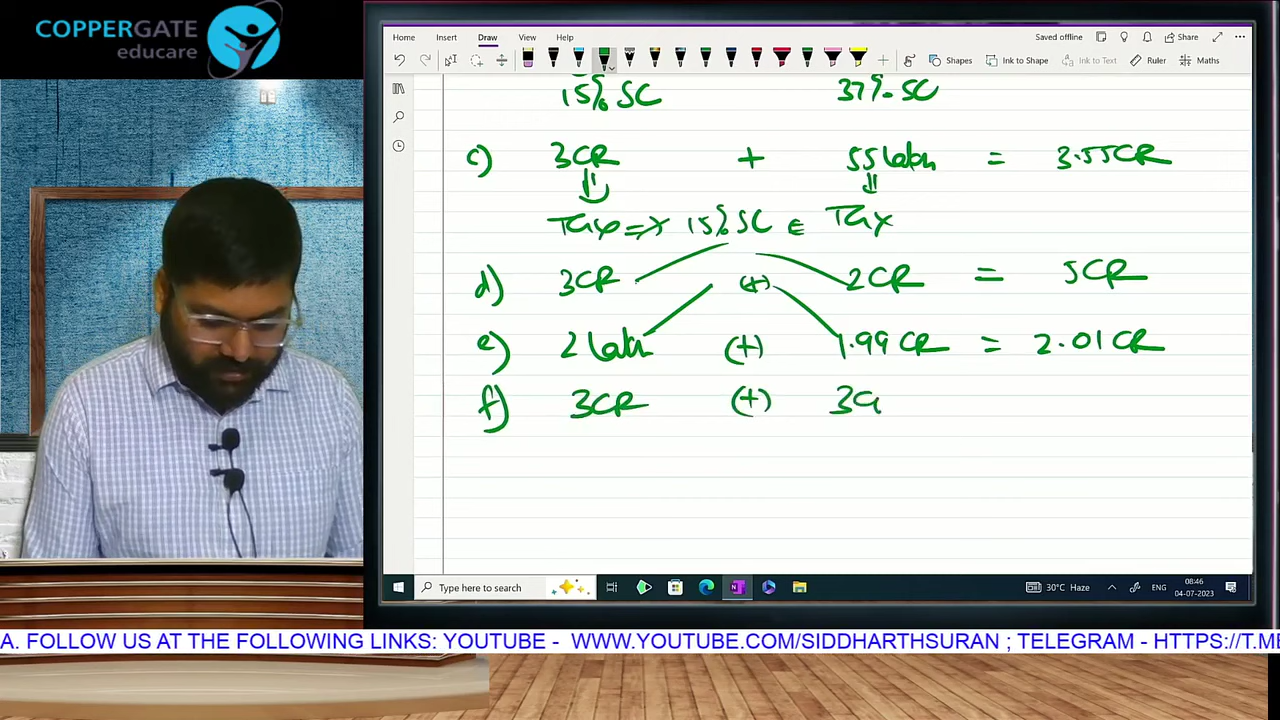 COPPERGATE
educare
Home Insert Draw View Help
Saved offline Share
Shapes Ink to Shape Ink to Text Ruler Maths
15% SC 37% SC
c) 3CR + 55 lakh = 3.55CR
Tax => 15% SC ∈ Tax
d) 3CR (+) 2CR = 5CR
e) 2 lakh (+) 1.99 CR = 2.01 CR
f) 3CR (+) 3C
Type here to search
30°C Haze
ENG
08:46
04-07-2023
A. FOLLOW US AT THE FOLLOWING LINKS: YOUTUBE - WWW.YOUTUBE.COM/SIDDHARTHSURAN ; TELEGRAM - HTTPS://T.ME